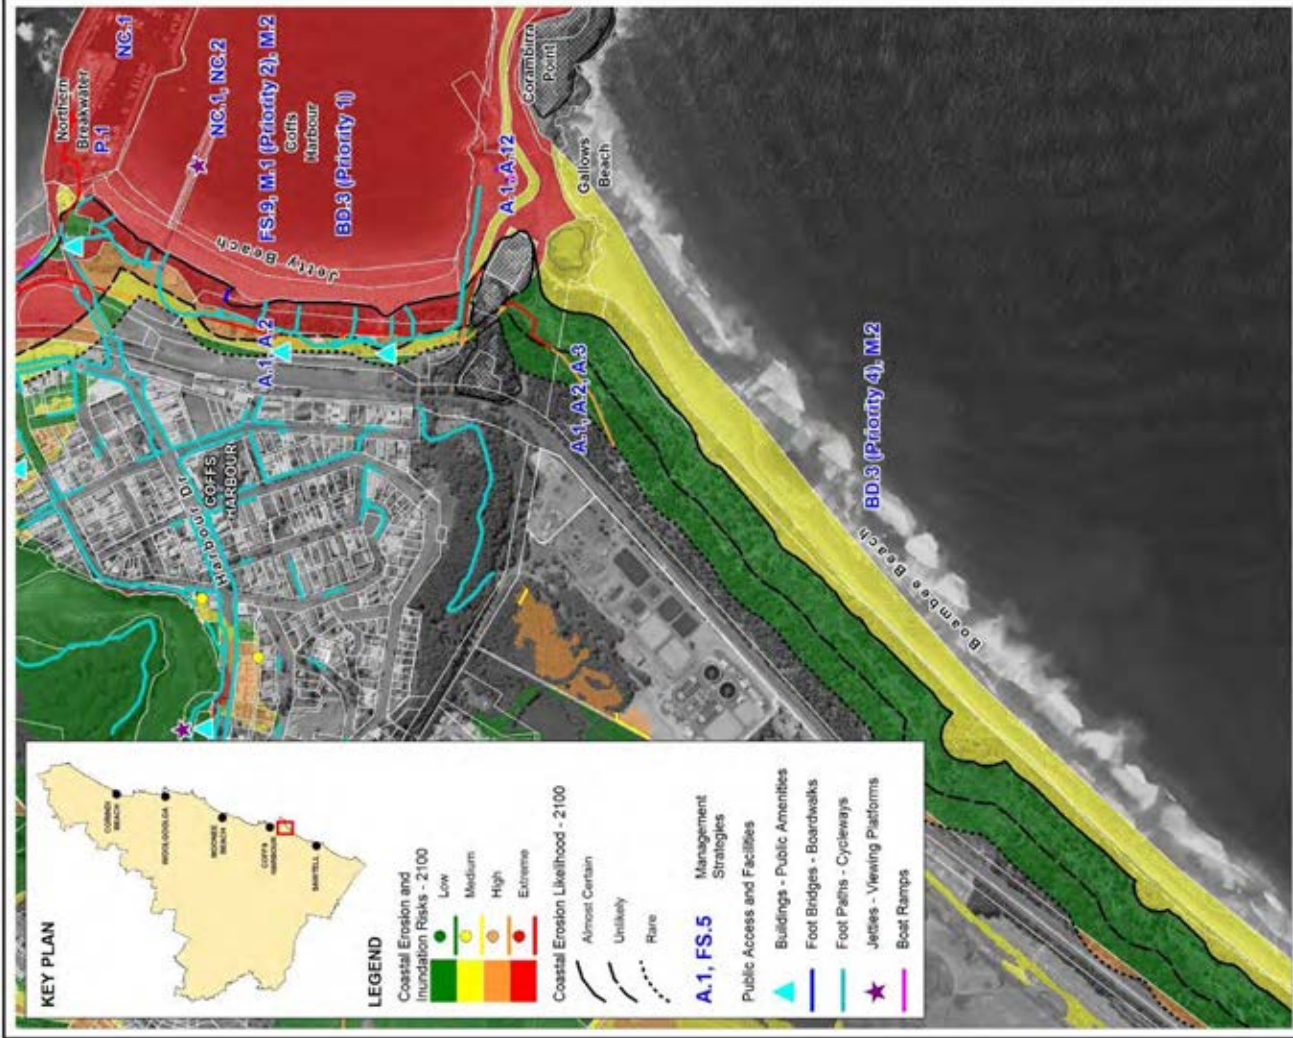 Northern
Breakwater
P.1
NC.1
NC.1, NC.2
FS.9, M.1 (Priority 2), M.2
Coffs
Harbour
BD.3 (Priority 1)
Jetty Beach
Corambirra
Point
A.1, A.12
Gallows
Beach
A.1, A.2
A.1, A.2, A.3
Harbour Dr
COFFS
HARBOUR
BD.3 (Priority 4), M.2
Boambee Beach
KEY PLAN
CORINDI
BEACH
WOOLGOOLGA
MOONEE
BEACH
COFFS
HARBOUR
SAWTELL
LEGEND
Coastal Erosion and
Inundation Risks - 2100
Low
Medium
High
Extreme
Coastal Erosion Likelihood - 2100
Almost Certain
Unlikely
Rare
A.1, FS.5 Management
Strategies
Public Access and Facilities
Buildings - Public Amenities
Foot Bridges - Boardwalks
Foot Paths - Cycleways
Jetties - Viewing Platforms
Boat Ramps